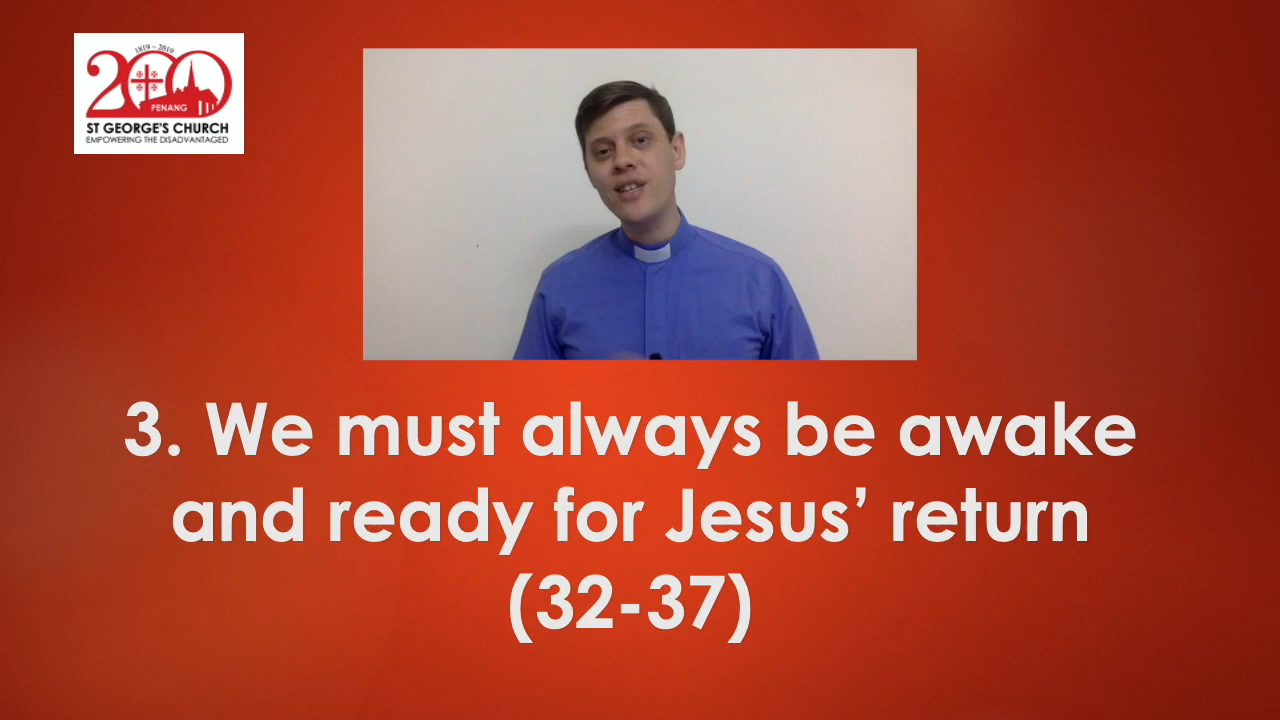 1819 – 2019
200
PENANG
ST GEORGE'S CHURCH
EMPOWERING THE DISADVANTAGED
3. We must always be awake
and ready for Jesus’ return
(32-37)